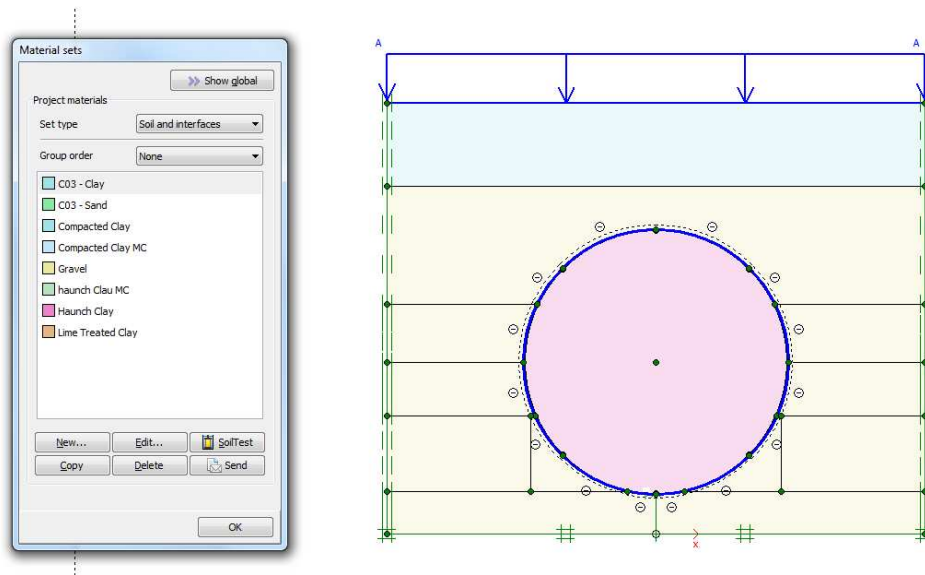 Material sets
Show global
Project materials
Set type Soil and interfaces
Group order None
C03 - Clay
C03 - Sand
Compacted Clay
Compacted Clay MC
Gravel
haunch Clau MC
Haunch Clay
Lime Treated Clay
New... Edit... SoilTest
Copy Delete Send
OK
A A
x